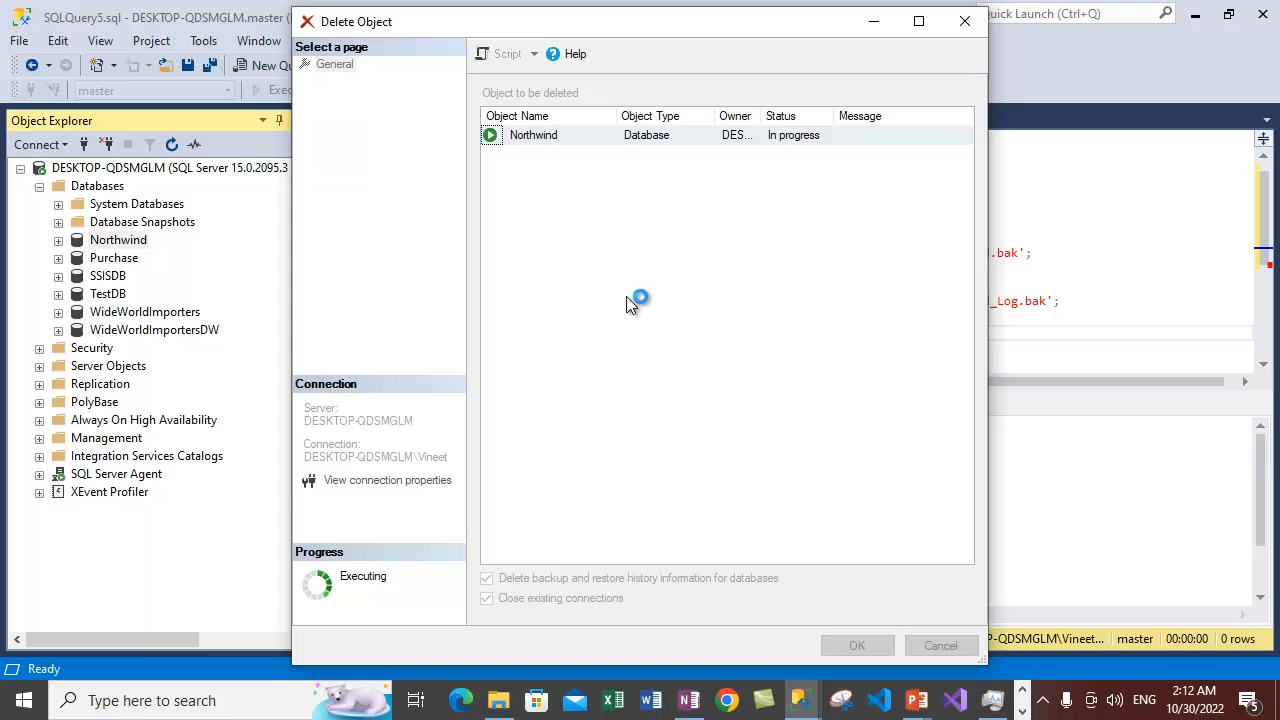 SQLQuery5.sql - DESKTOP-QDSMGLM.master (
Quick Launch (Ctrl+Q)
File Edit View Project Tools Window
New Qu
master
Exec
Object Explorer
Connect
DESKTOP-QDSMGLM (SQL Server 15.0.2095.3
Databases
System Databases
Database Snapshots
Northwind
Purchase
SSISDB
TestDB
WideWorldImporters
WideWorldImportersDW
Security
Server Objects
Replication
PolyBase
Always On High Availability
Management
Integration Services Catalogs
SQL Server Agent
XEvent Profiler
Delete Object
Select a page
General
Script
Help
Object to be deleted
Object Name Object Type Owner Status Message
Northwind Database DES... In progress
Connection
Server:
DESKTOP-QDSMGLM
Connection:
DESKTOP-QDSMGLM\Vineet
View connection properties
Progress
Executing
Delete backup and restore history information for databases
Close existing connections
OK Cancel
.bak';
_Log.bak';
P-QDSMGLM\Vineet... master 00:00:00 0 rows
Ready
Type here to search
ENG
2:12 AM
10/30/2022
5